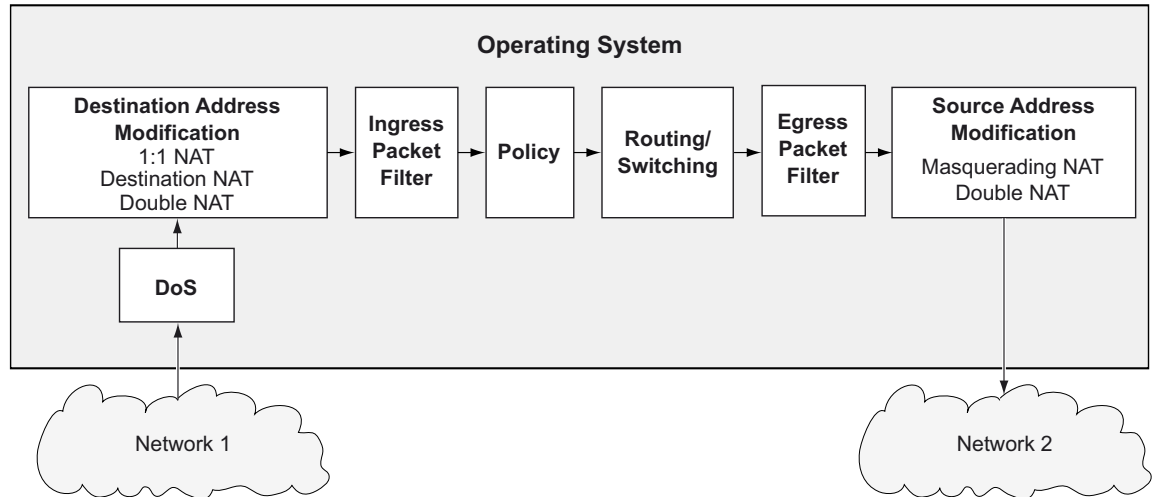 Operating System
Destination Address
Modification
1:1 NAT
Destination NAT
Double NAT
Ingress
Packet
Filter
Policy
Routing/
Switching
Egress
Packet
Filter
Source Address
Modification
Masquerading NAT
Double NAT
DoS
Network 1
Network 2